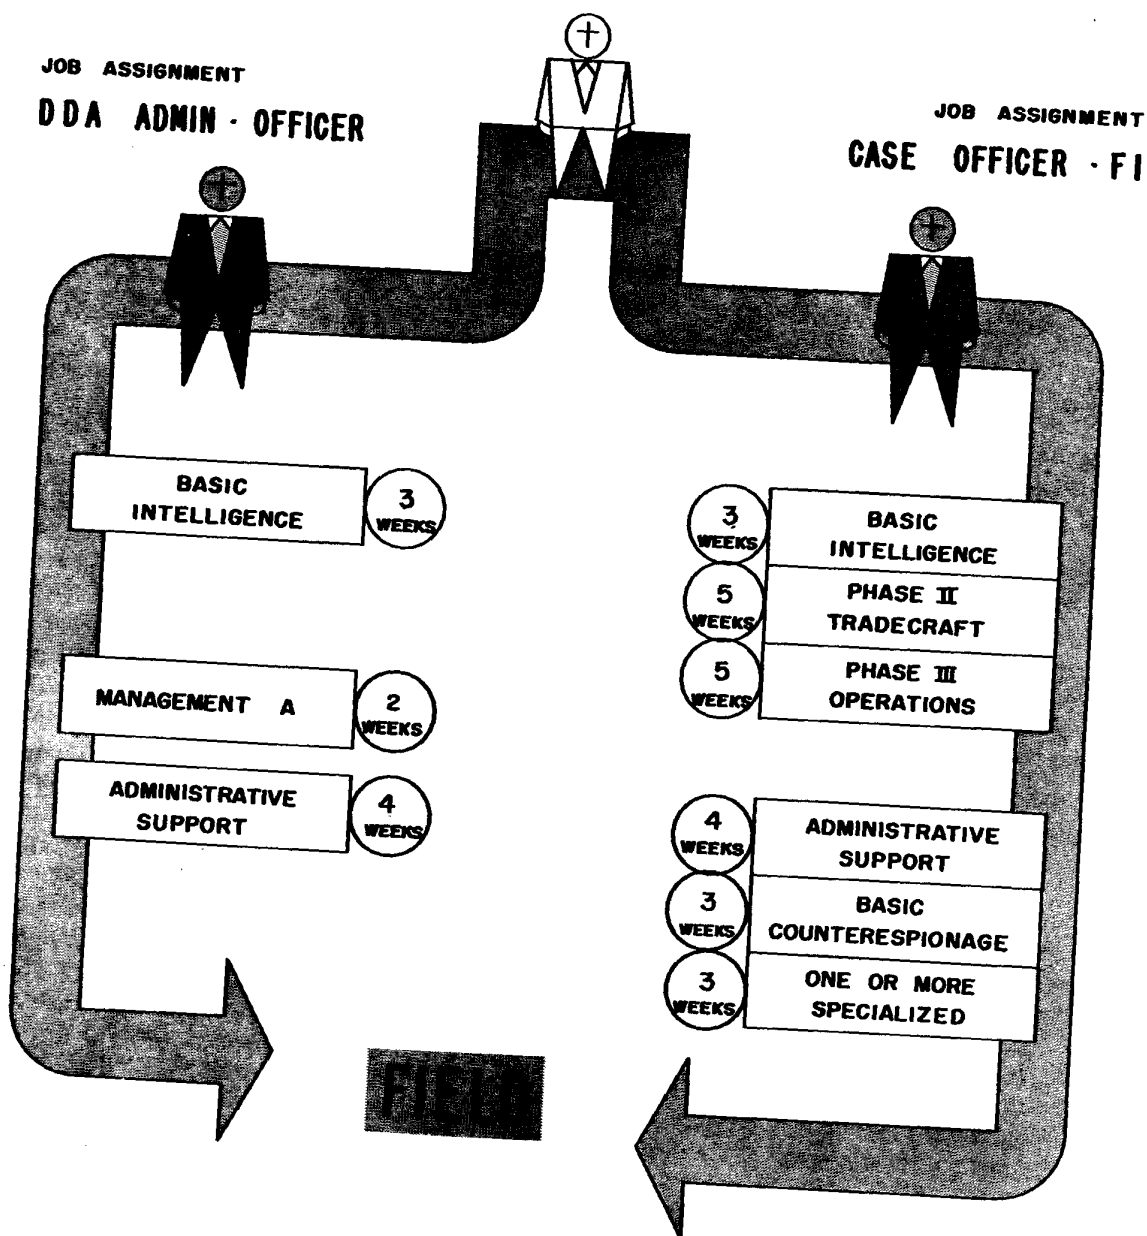 JOB ASSIGNMENT
DDA ADMIN · OFFICER
JOB ASSIGNMENT
CASE OFFICER · FI
BASIC
INTELLIGENCE
3
WEEKS
MANAGEMENT A
2
WEEKS
ADMINISTRATIVE
SUPPORT
4
WEEKS
3
WEEKS
BASIC
INTELLIGENCE
5
WEEKS
PHASE II
TRADECRAFT
5
WEEKS
PHASE III
OPERATIONS
4
WEEKS
ADMINISTRATIVE
SUPPORT
3
WEEKS
BASIC
COUNTERESPIONAGE
3
WEEKS
ONE OR MORE
SPECIALIZED
FIELD